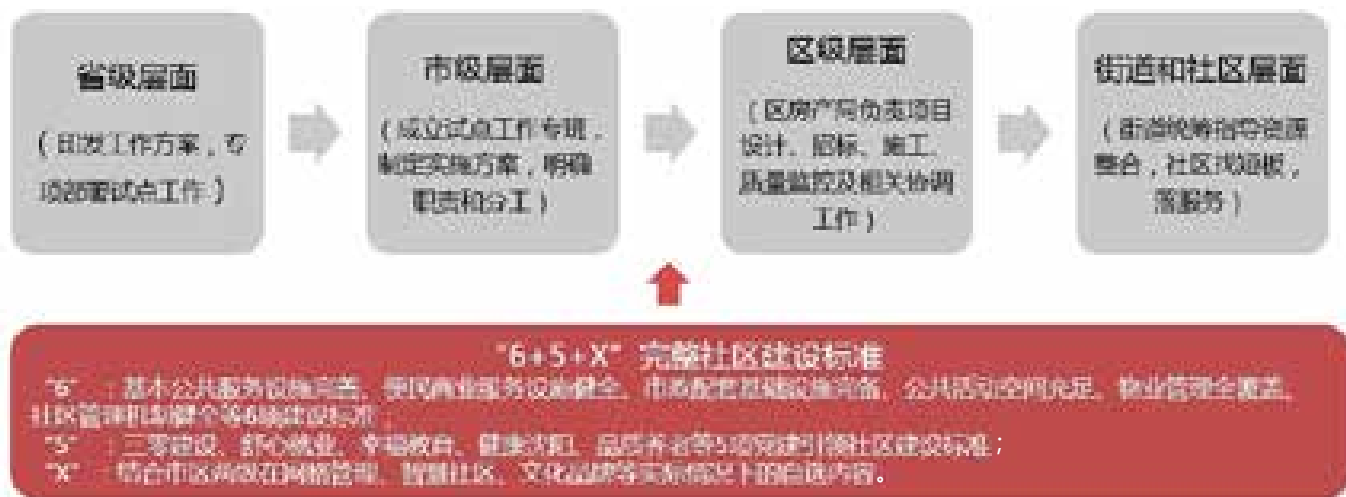 省级层面
（印发工作方案，专
项部署试点工作）
市级层面
（成立试点工作专班，
制定实施方案，明确
职责和分工）
区级层面
（区房产局负责项目
设计、招标、施工、
质量监控及相关协调
工作）
街道和社区层面
（街道统筹指导资源
整合，社区找短板，
落服务）
"6+5+X" 完整社区建设标准
"6" ：基本公共服务设施完善、便民商业服务设施健全、市政配套基础设施完备、公共活动空间充足、物业管理全覆盖、
社区管理机制健全等6项建设标准
"5" ：三零建设、舒心就业、幸福教育、健康沈阳、品质养老等5项党建引领社区建设标准；
"X" ：结合市区两级在网格管理、智慧社区、文化品牌等实际情况下的自选内容。